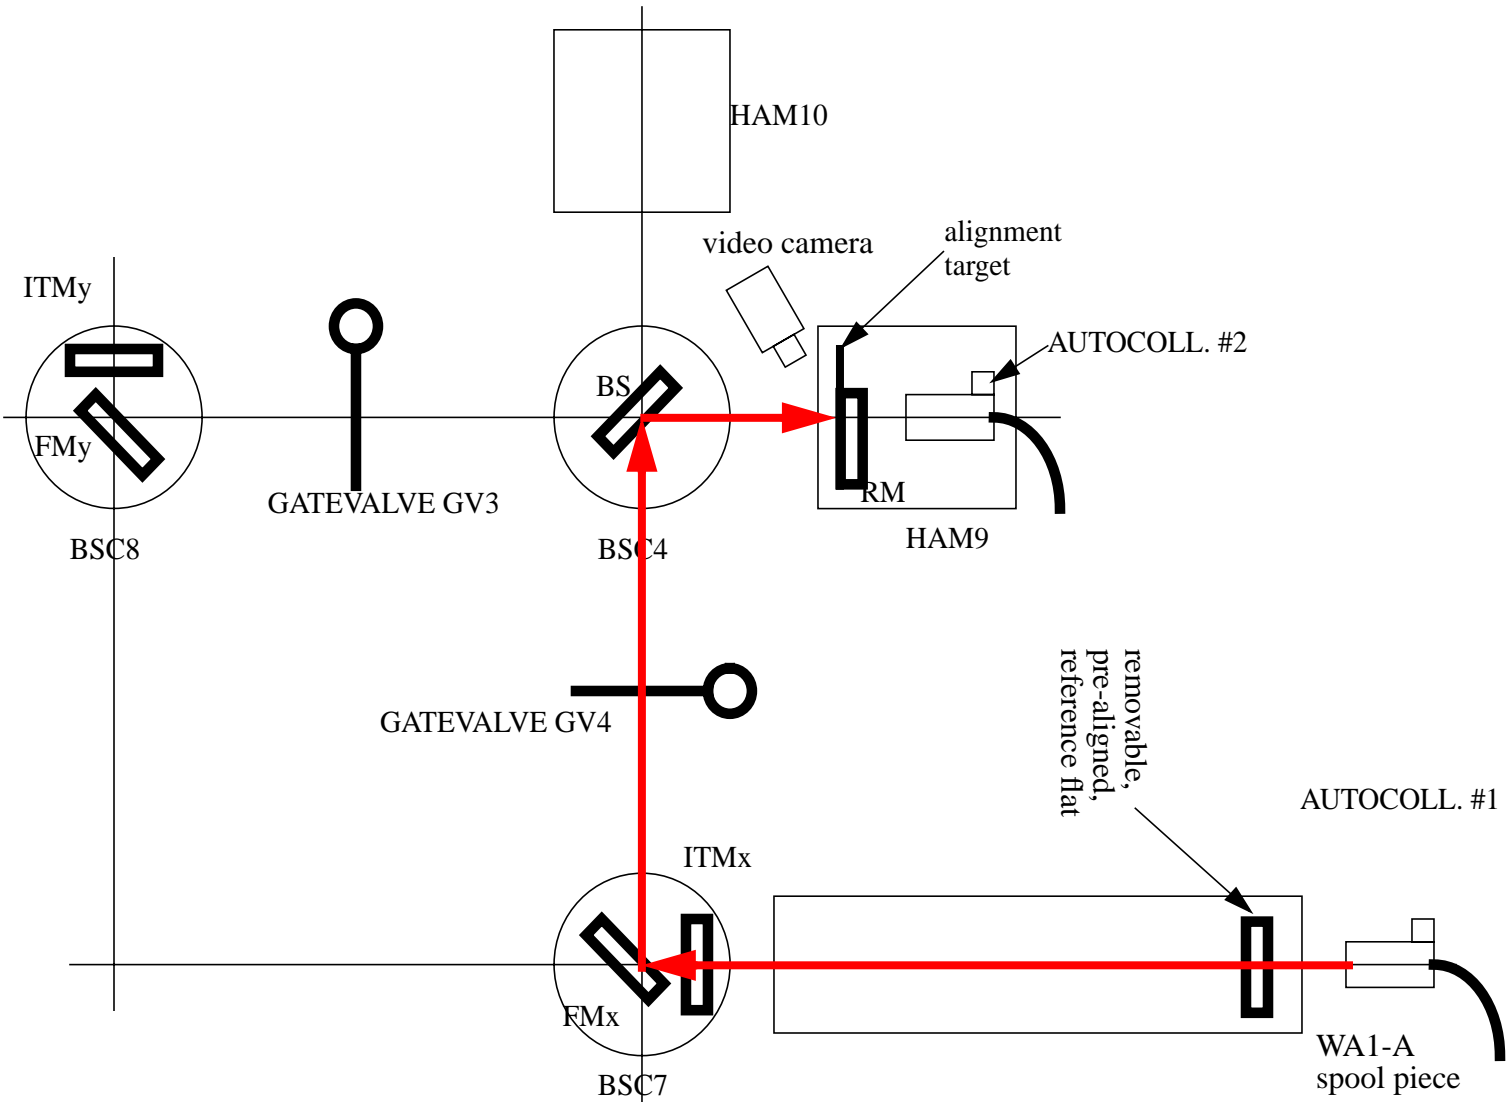 HAM10
video camera
alignment
target
ITMy
AUTOCOLL. #2
BS
FMy
GATEVALVE GV3
RM
HAM9
BSC8
BSC4
removable,
pre-aligned,
reference flat
GATEVALVE GV4
AUTOCOLL. #1
ITMx
FMx
WA1-A
spool piece
BSC7